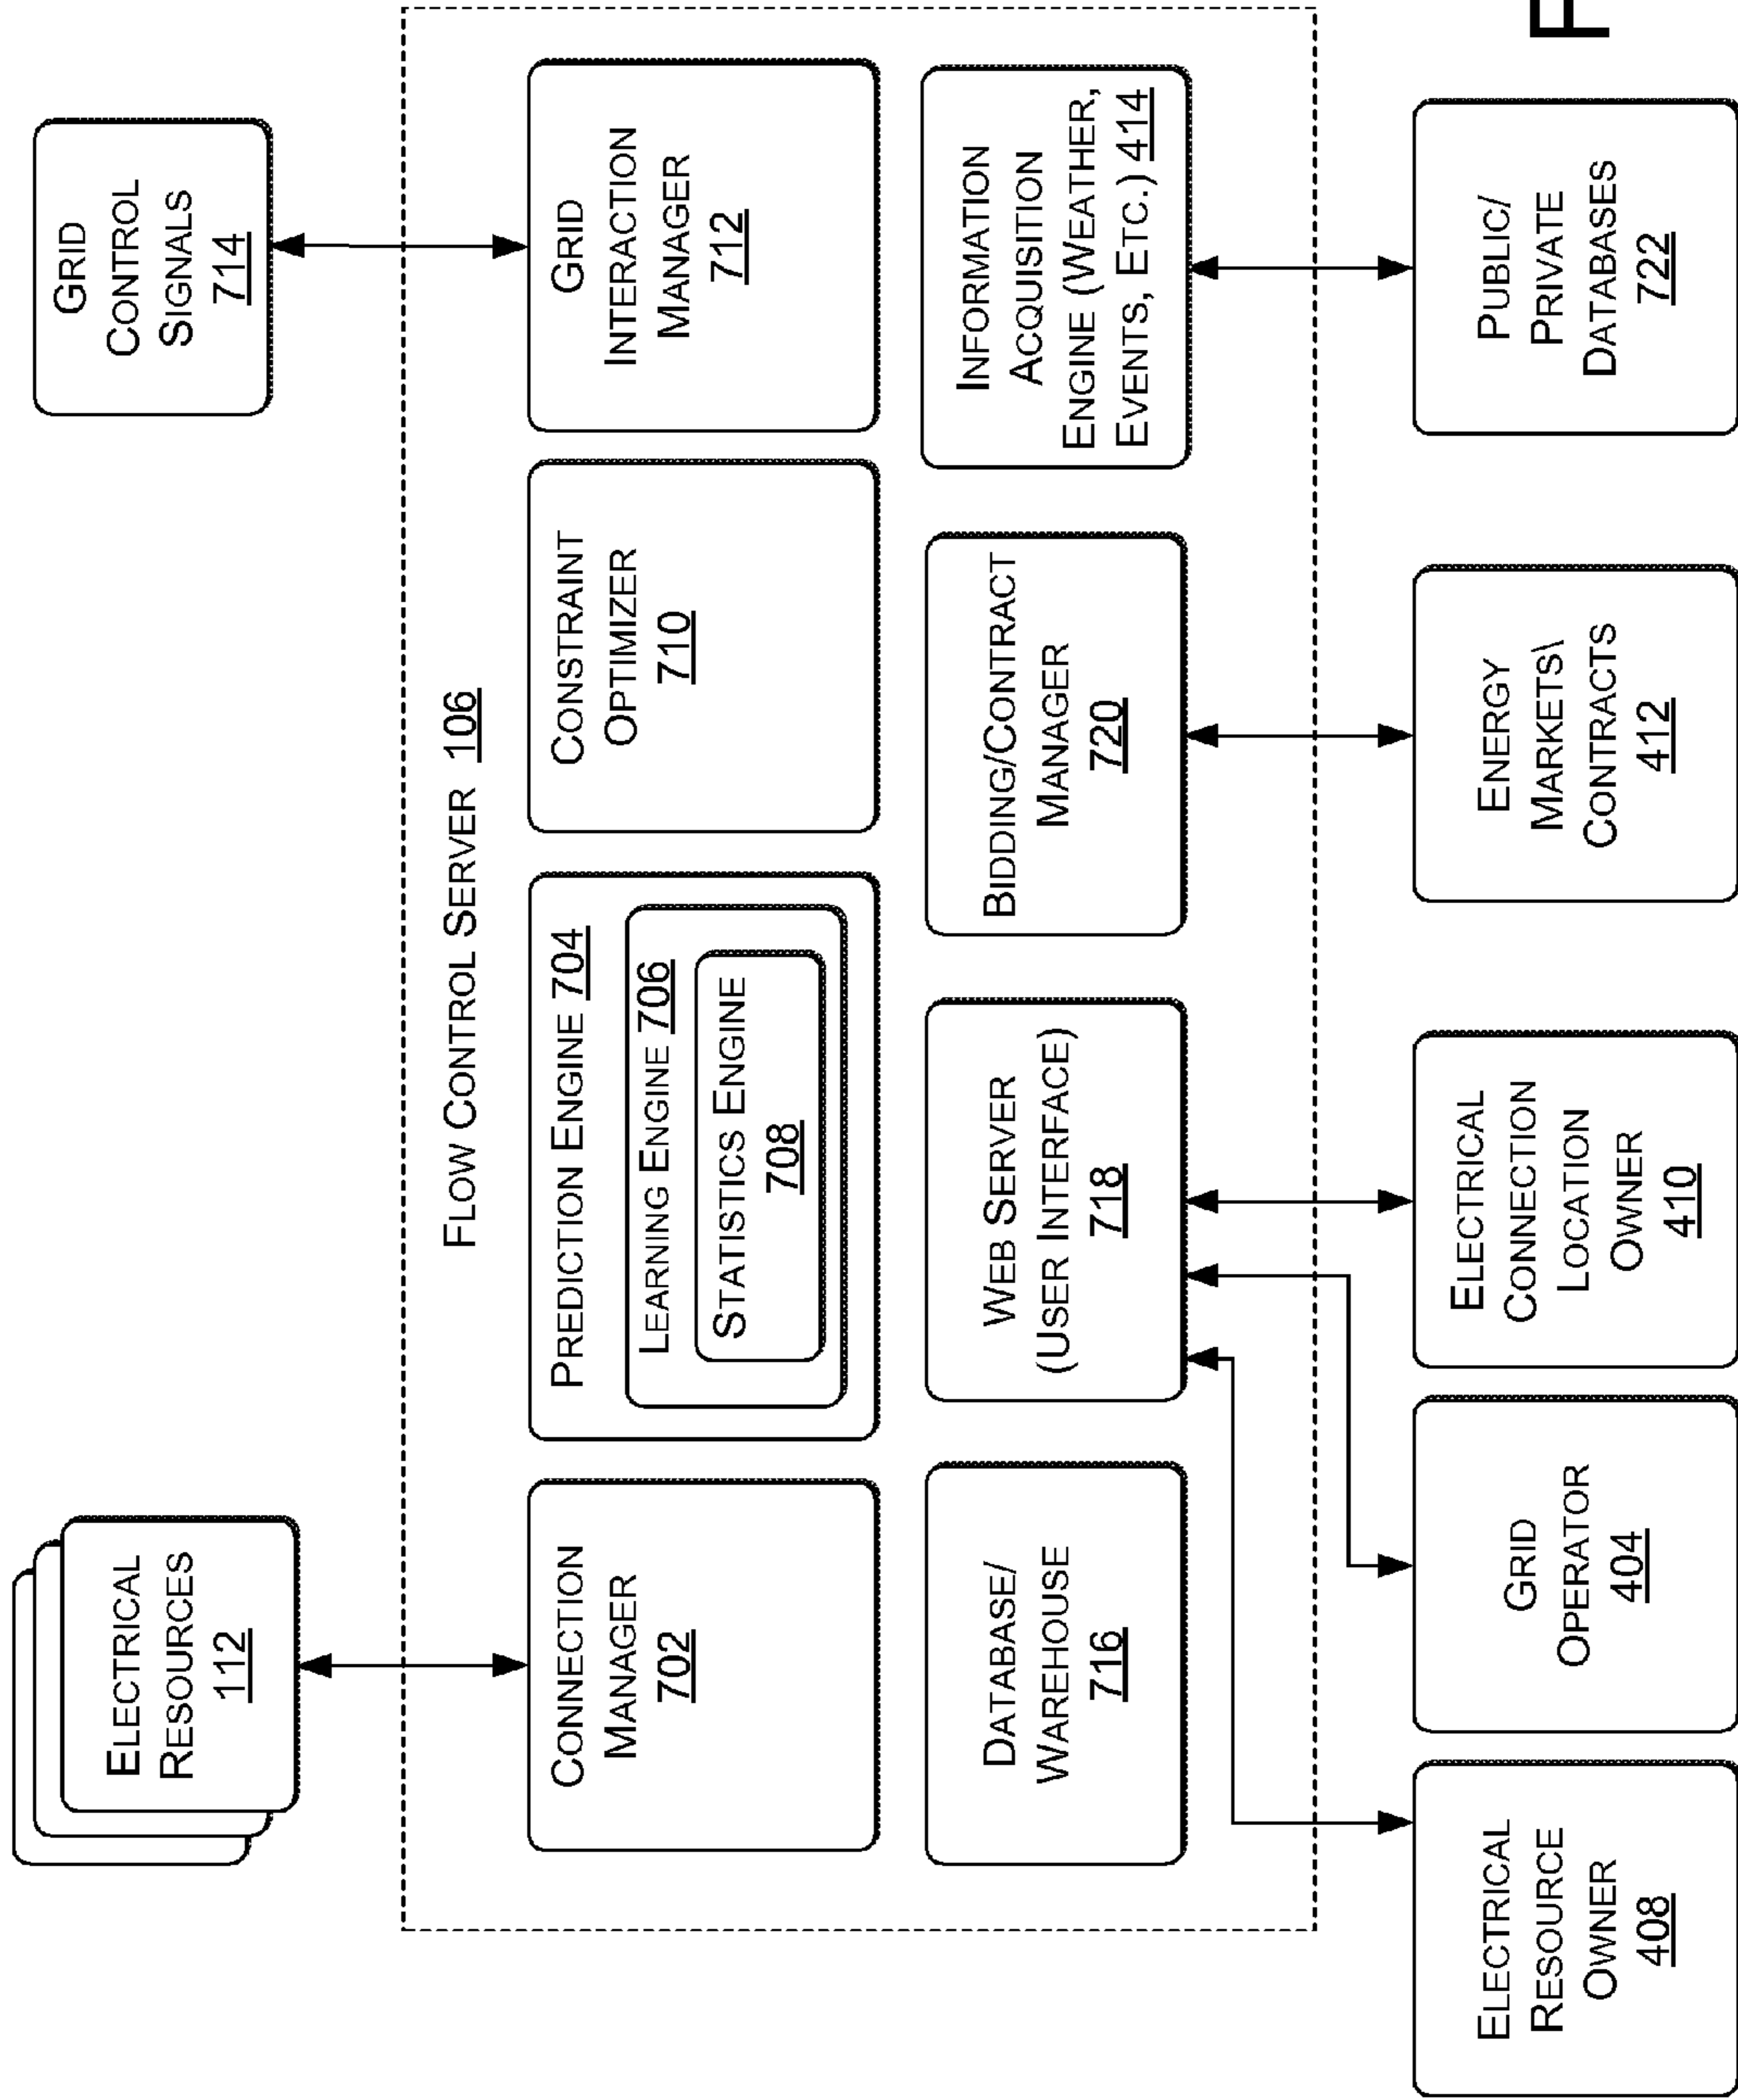 ELECTRICAL
RESOURCES
112
GRID
CONTROL
SIGNALS
714
FLOW CONTROL SERVER 106
CONNECTION
MANAGER
702
PREDICTION ENGINE 704
LEARNING ENGINE 706
STATISTICS ENGINE
708
CONSTRAINT
OPTIMIZER
710
GRID
INTERACTION
MANAGER
712
DATABASE/
WAREHOUSE
716
WEB SERVER
(USER INTERFACE)
718
BIDDING/CONTRACT
MANAGER
720
INFORMATION
ACQUISITION
ENGINE (WEATHER,
EVENTS, ETC.) 414
ELECTRICAL
RESOURCE
OWNER
408
GRID
OPERATOR
404
ELECTRICAL
CONNECTION
LOCATION
OWNER
410
ENERGY
MARKETS\
CONTRACTS
412
PUBLIC/
PRIVATE
DATABASES
722